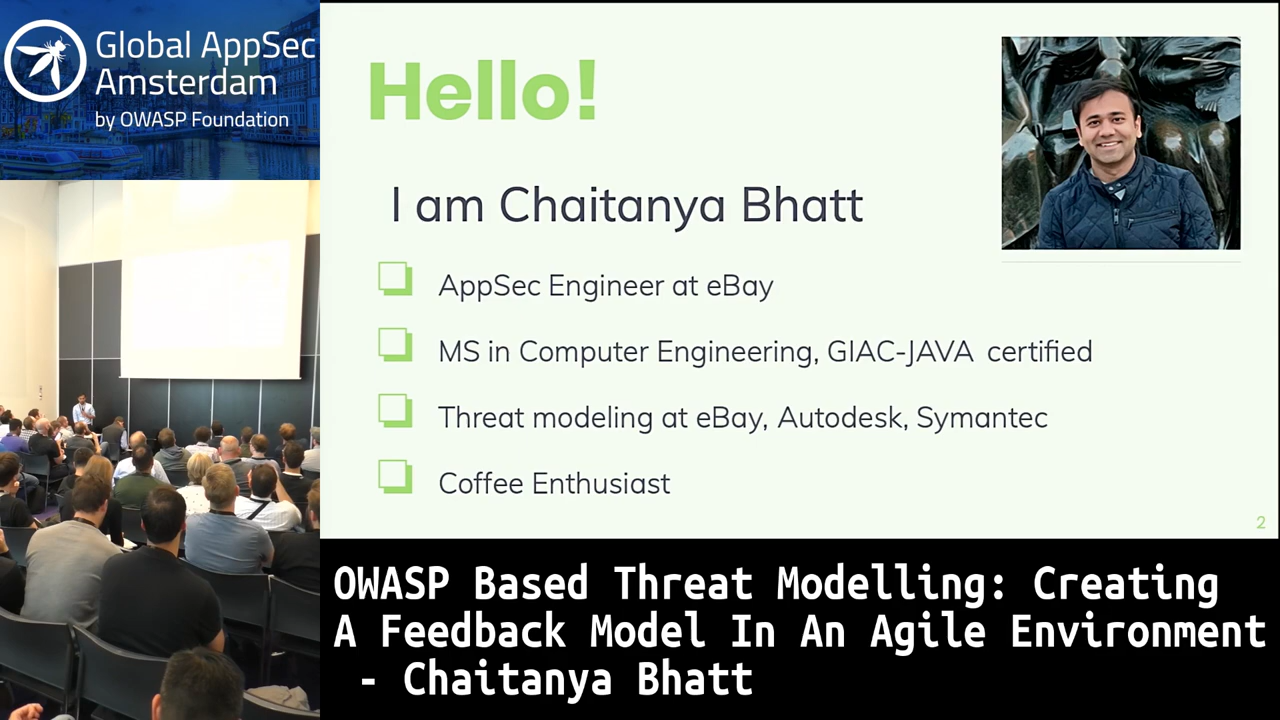 Global AppSec
Amsterdam
by OWASP Foundation
Hello!
I am Chaitanya Bhatt
AppSec Engineer at eBay
MS in Computer Engineering, GIAC-JAVA certified
Threat modeling at eBay, Autodesk, Symantec
Coffee Enthusiast
2
OWASP Based Threat Modelling: Creating
A Feedback Model In An Agile Environment
- Chaitanya Bhatt